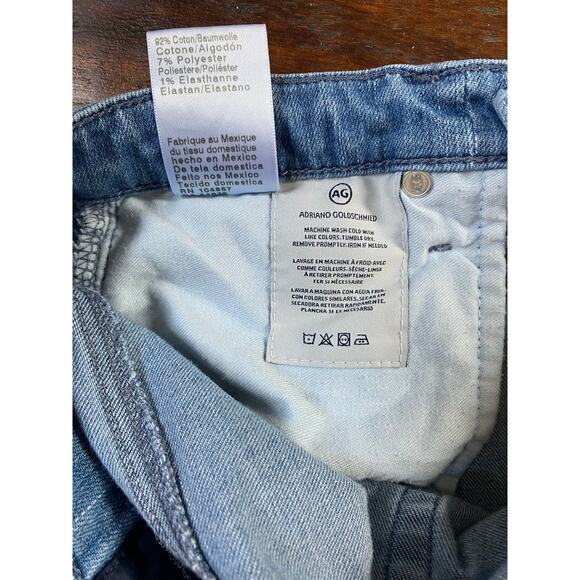 92% Coton/Baumwolle
Cotone/Algodón
7% Polyester
Poliestere/Poliéster
1% Elasthanne
Elastan/Elastano
Fabrique au Mexique
du tissu domestique
hecho en Mexico
De tela domestica
Feito nos Mexico
Tecido domestica
RN 104657
AG
ADRIANO GOLDSCHMIED
MACHINE WASH COLD WITH
LIKE COLORS. TUMBLE DRY.
REMOVE PROMPTLY. IRON IF NEEDED
LAVAGE EN MACHINE À FROID AVEC
COMME COULEURS. SÈCHE-LINGE
À RETIRER PROMPTEMENT.
FER SI NÉCESSAIRE
LAVAR A MAQUINA CON AGUA FRIA
CON COLORES SIMILARES, SECAR EN
SECADORA RETIRAR RAPIDAMENTE,
PLANCHA SI ES NECESARIO